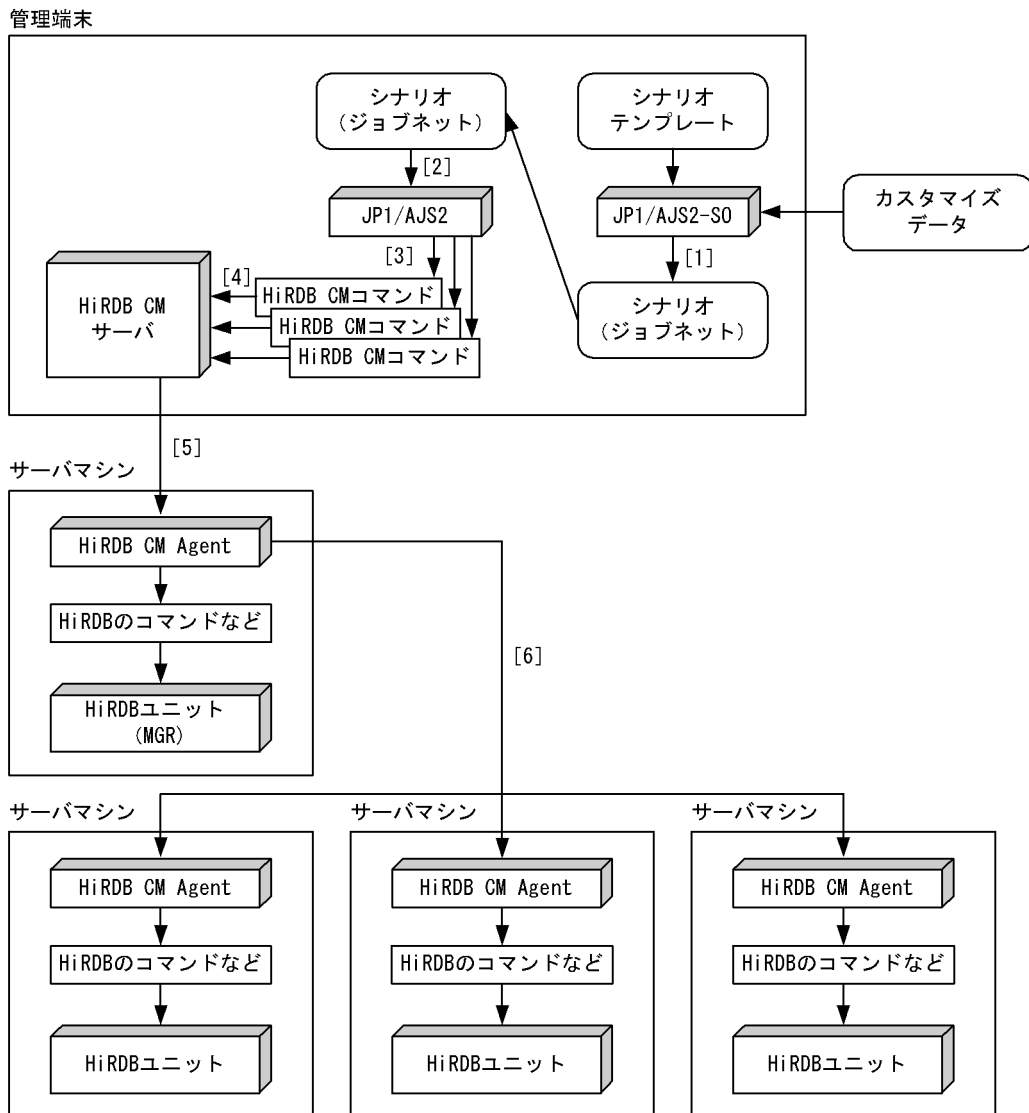 管理端末
シナリオ
(ジョブネット)
シナリオ
テンプレート
[2]
カスタマイズ
データ
JP1/AJS2
JP1/AJS2-SO
[3]
[1]
[4]
HiRDB CM
サーバ
HiRDB CMコマンド
HiRDB CMコマンド
HiRDB CMコマンド
シナリオ
(ジョブネット)
[5]
サーバマシン
HiRDB CM Agent
HiRDBのコマンドなど
[6]
HiRDBユニット
(MGR)
サーバマシン
HiRDB CM Agent
HiRDBのコマンドなど
HiRDBユニット
サーバマシン
HiRDB CM Agent
HiRDBのコマンドなど
HiRDBユニット
サーバマシン
HiRDB CM Agent
HiRDBのコマンドなど
HiRDBユニット